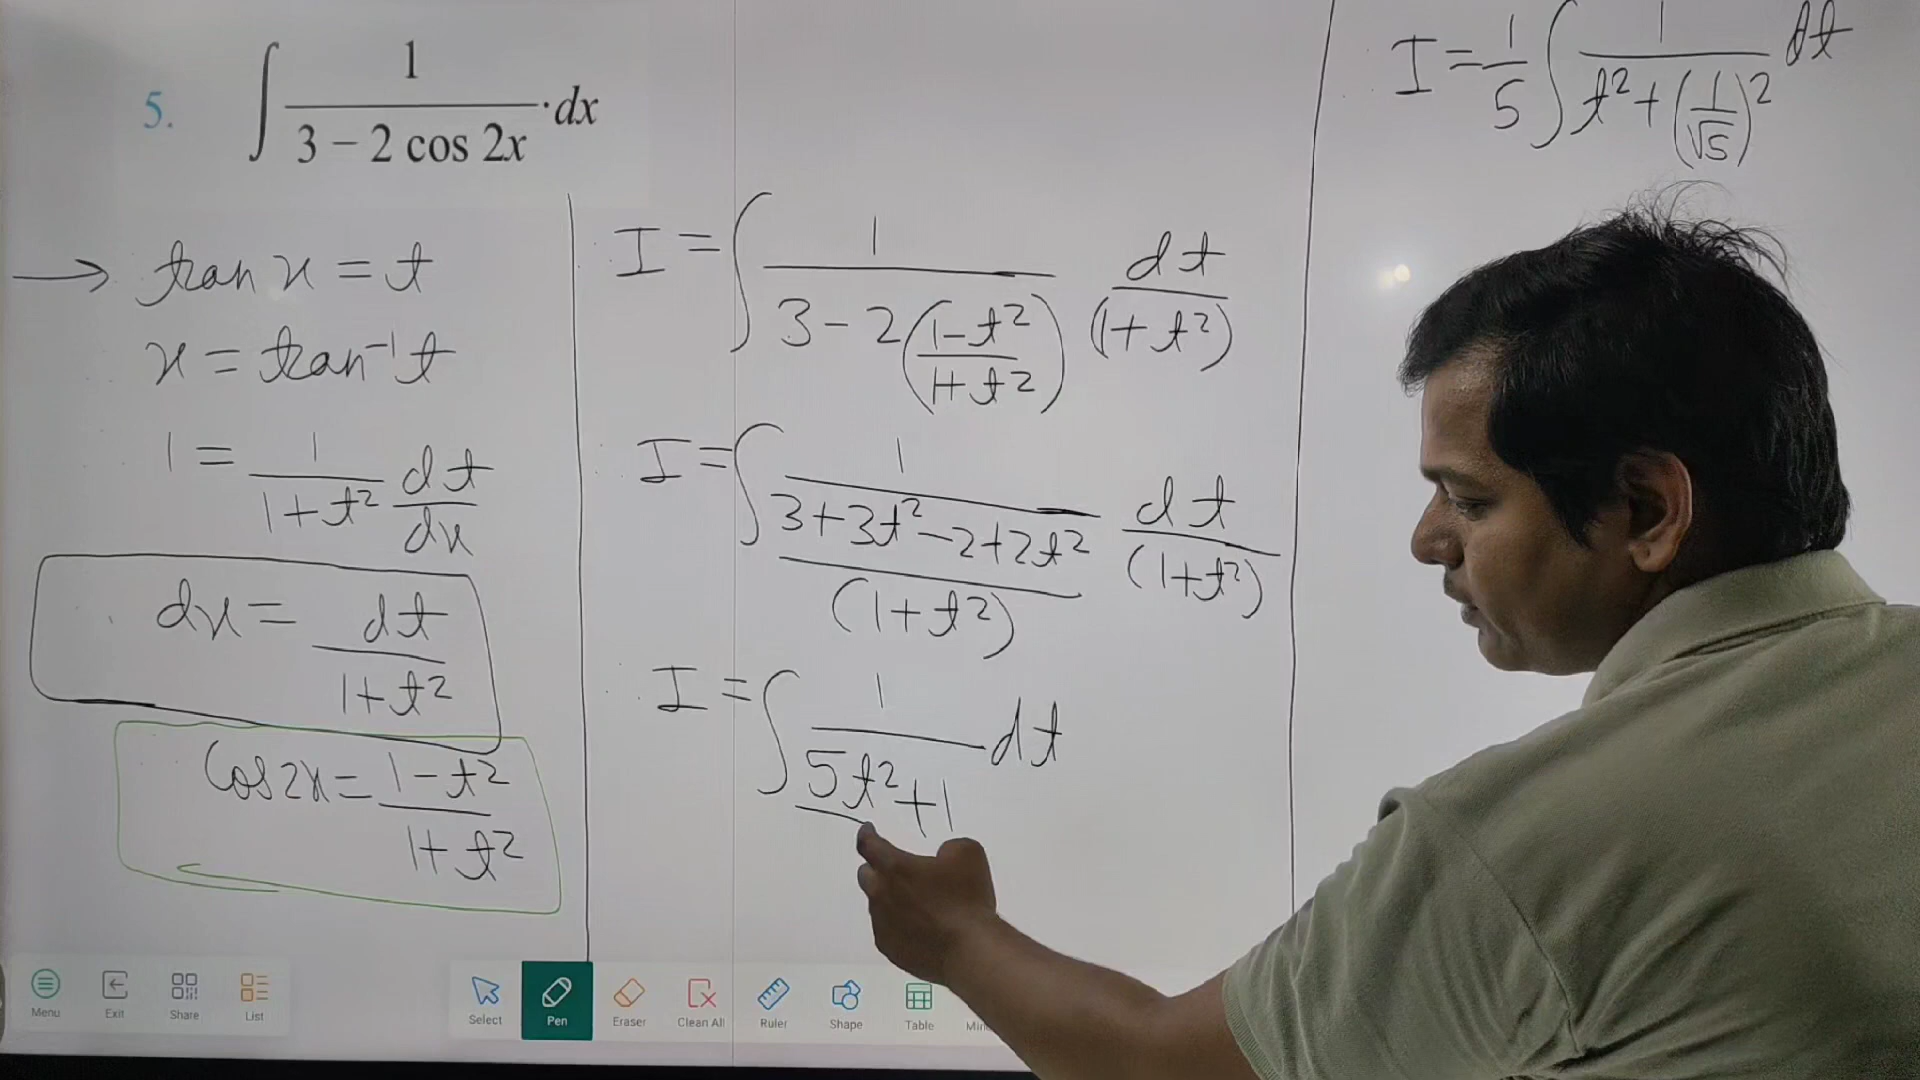 5. ∫ 1/(3 − 2 cos 2x) · dx
→ tan x = t
x = tan⁻¹ t
1 = 1/(1+t²) dt/dx
dx = dt/(1+t²)
Cos2x = (1−t²)/(1+t²)
I = ∫ 1/(3−2((1−t²)/(1+t²))) dt/(1+t²)
I = ∫ 1/((3+3t²−2+2t²)/(1+t²)) dt/(1+t²)
I = ∫ 1/(5t²+1) dt
I = 1/5 ∫ 1/(t²+(1/√5)²) dt
Menu Exit Share List Select Pen Eraser Clean All Ruler Shape Table